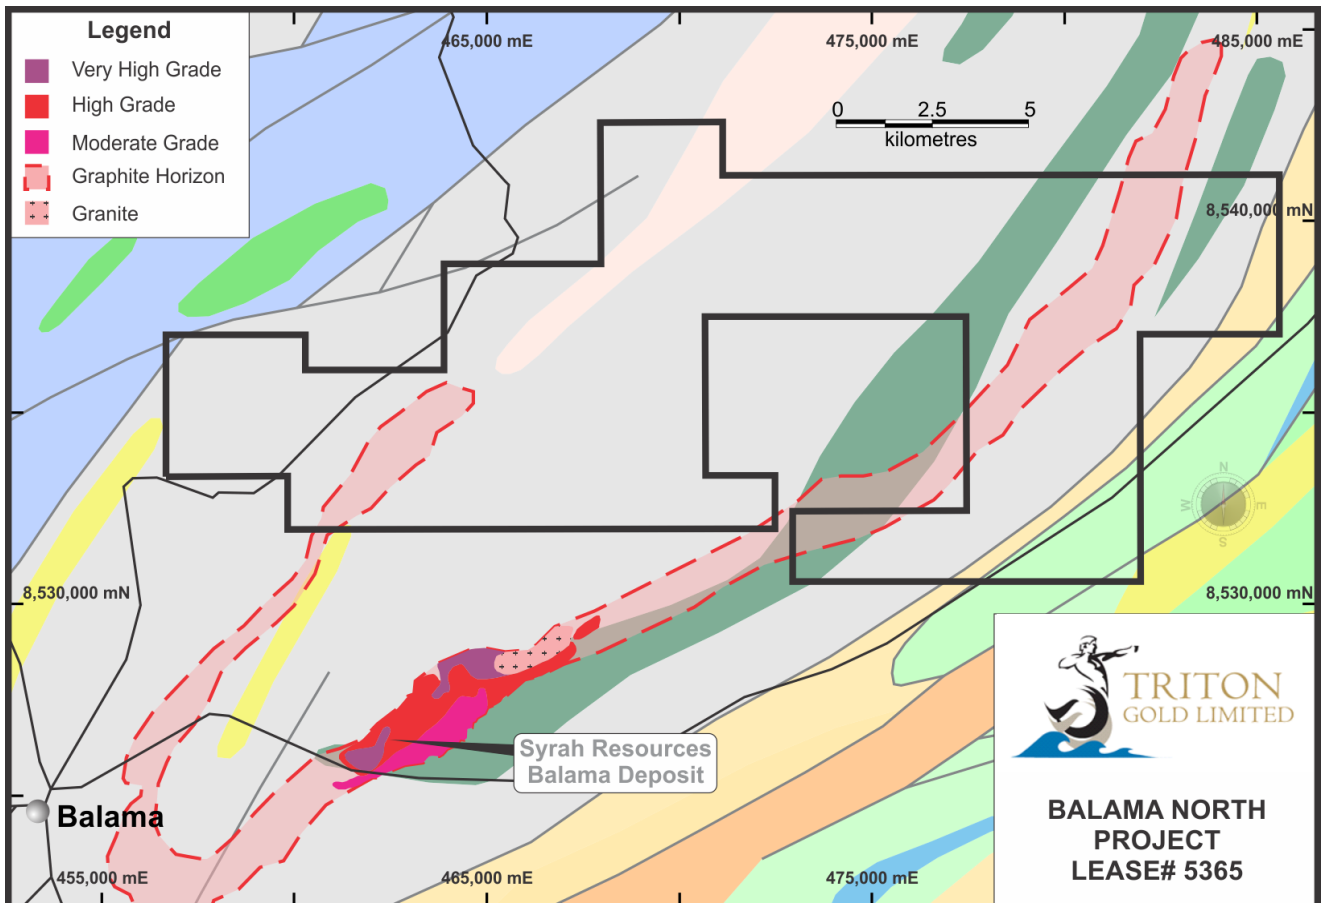 Legend
Very High Grade
High Grade
Moderate Grade
Graphite Horizon
Granite
465,000 mE
475,000 mE
485,000 mE
0 2.5 5
kilometres
8,540,000 mN
N
W E
S
8,530,000 mN
8,530,000 mN
Syrah Resources
Balama Deposit
Balama
455,000 mE
465,000 mE
475,000 mE
TRITON
GOLD LIMITED
BALAMA NORTH
PROJECT
LEASE# 5365